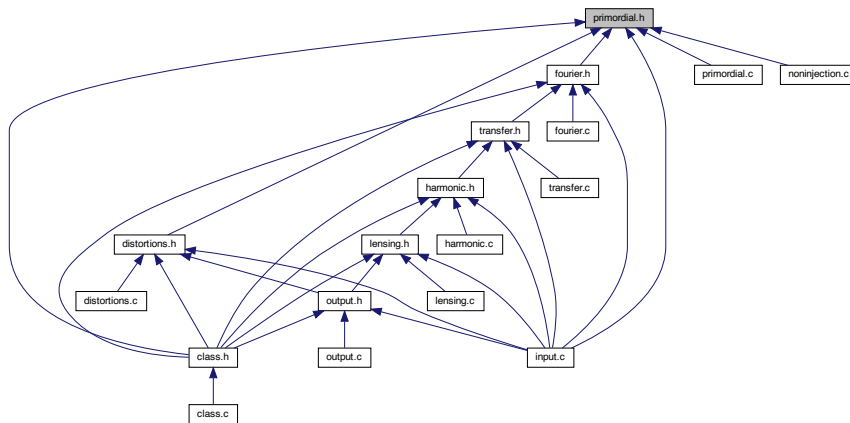 primordial.h
fourier.h
primordial.c
noninjection.c
transfer.h
fourier.c
harmonic.h
transfer.c
distortions.h
lensing.h
harmonic.c
distortions.c
output.h
lensing.c
class.h
output.c
input.c
class.c